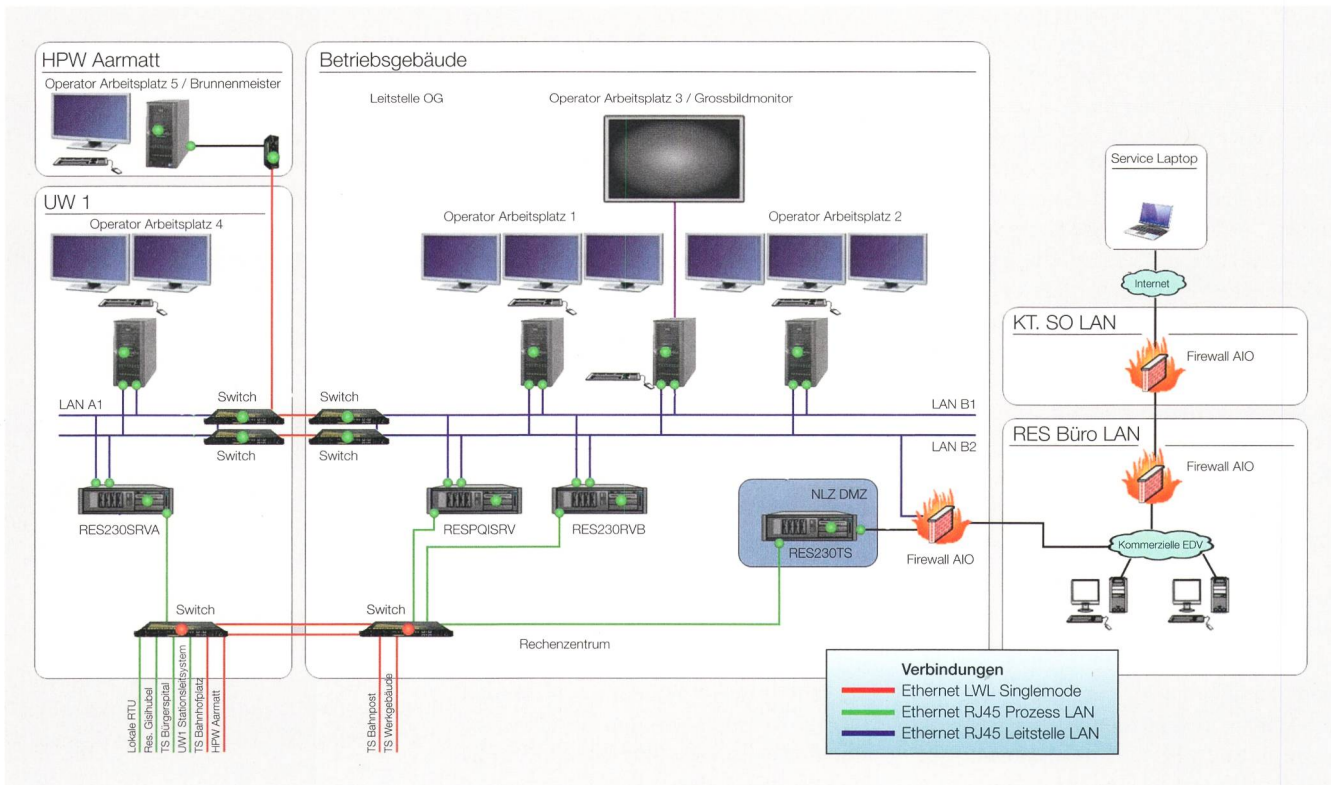 HPW Aarmatt
Operator Arbeitsplatz 5 / Brunnenmeister
Betriebsgebäude
Leitstelle OG
Operator Arbeitsplatz 3 / Grossbildmonitor
Service Laptop
Internet
UW 1
Operator Arbeitsplatz 4
Operator Arbeitsplatz 1
Operator Arbeitsplatz 2
KT. SO LAN
Firewall AIO
LAN A1
Switch
Switch
LAN B1
LAN B2
Switch
Switch
RES Büro LAN
Firewall AIO
NLZ DMZ
RES230SRVA
RESPQISRV
RES230RVB
RES230TS
Firewall AIO
Kommerzielle EDV
Switch
Switch
Rechenzentrum
Lokale RTU
Res. Gisihubel
TS Bürgerspital
UW1 Stationsleitsystem
TS Bahnhofplatz
HPW Aarmatt
TS Bahnpost
TS Werkgebäude
Verbindungen
Ethernet LWL Singlemode
Ethernet RJ45 Prozess LAN
Ethernet RJ45 Leitstelle LAN